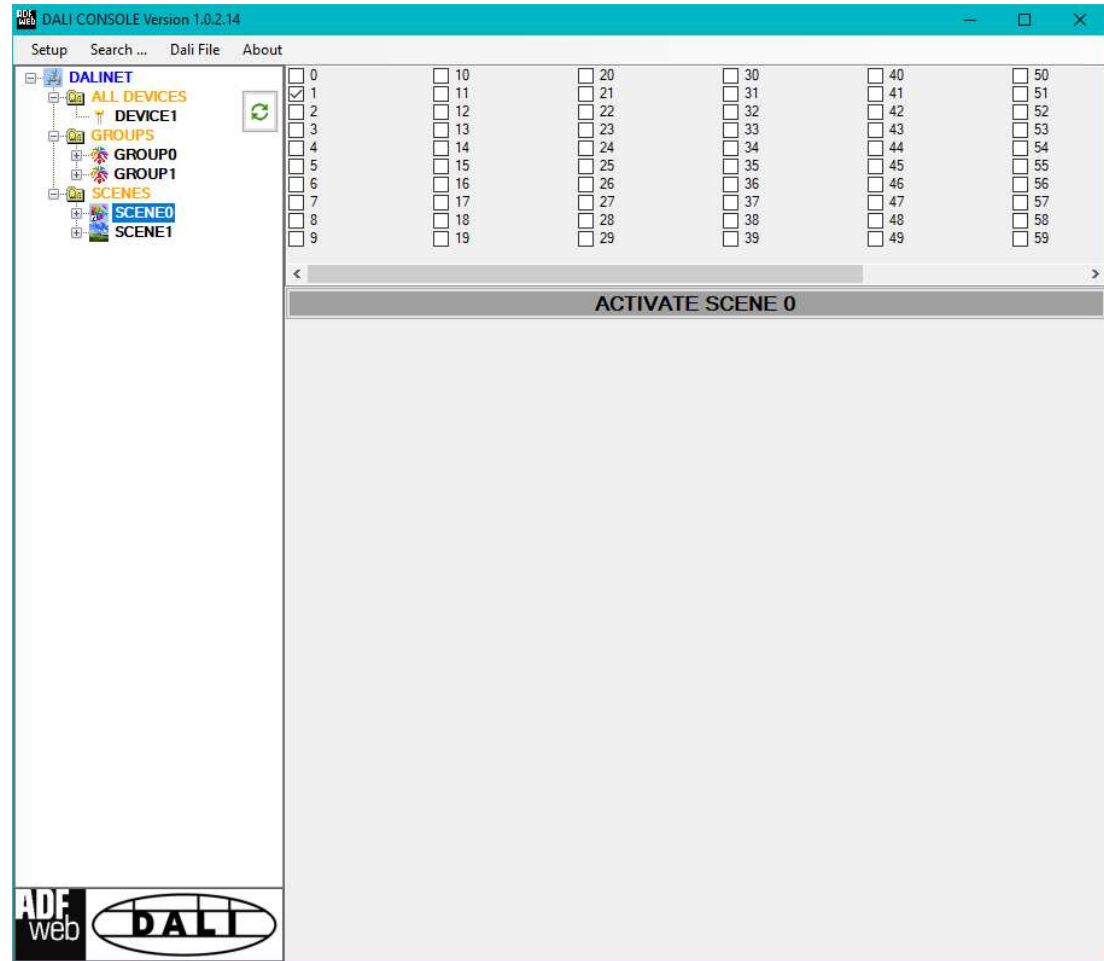 DALI CONSOLE Version 1.0.2.14
Setup Search ... Dali File About
DALINET
ALL DEVICES
DEVICE1
GROUPS
GROUP0
GROUP1
SCENES
SCENE0
SCENE1
0 10 20 30 40 50
1 11 21 31 41 51
2 12 22 32 42 52
3 13 23 33 43 53
4 14 24 34 44 54
5 15 25 35 45 55
6 16 26 36 46 56
7 17 27 37 47 57
8 18 28 38 48 58
9 19 29 39 49 59
ACTIVATE SCENE 0
ADF
web
DALI